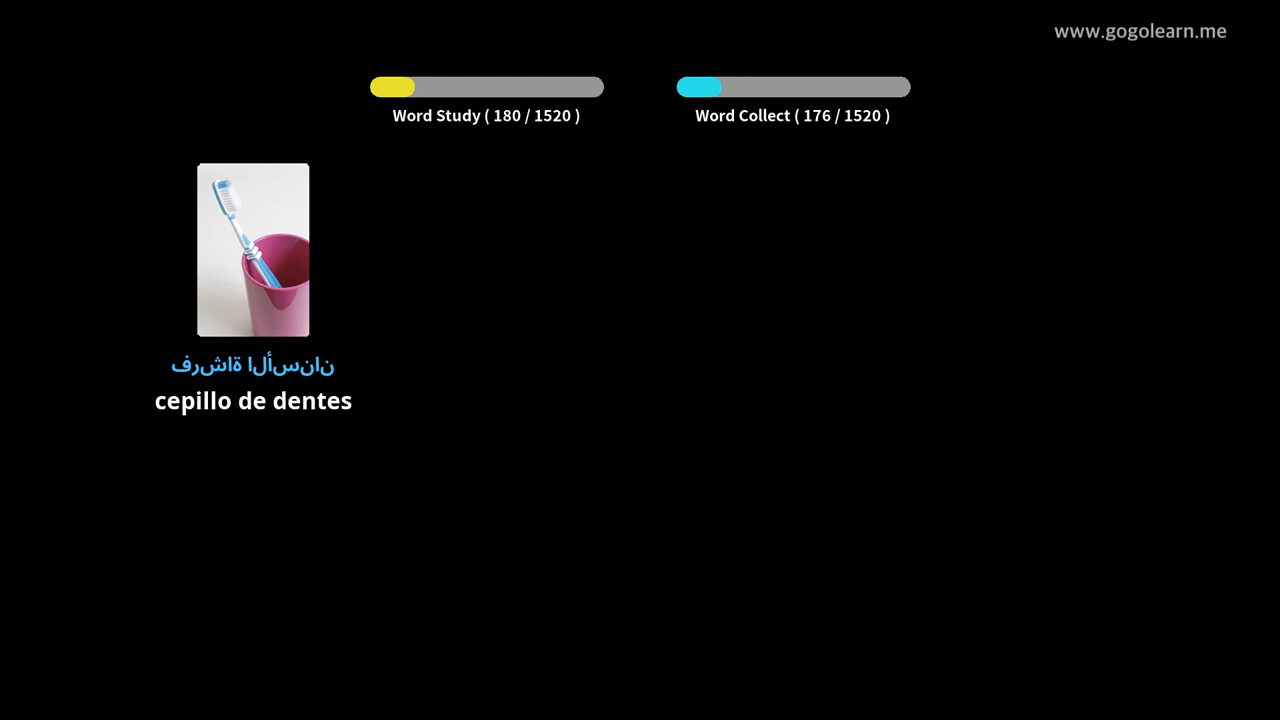 www.gogolearn.me
Word Study ( 180 / 1520 )
Word Collect ( 176 / 1520 )
فرشاة الأسنان
cepillo de dentes